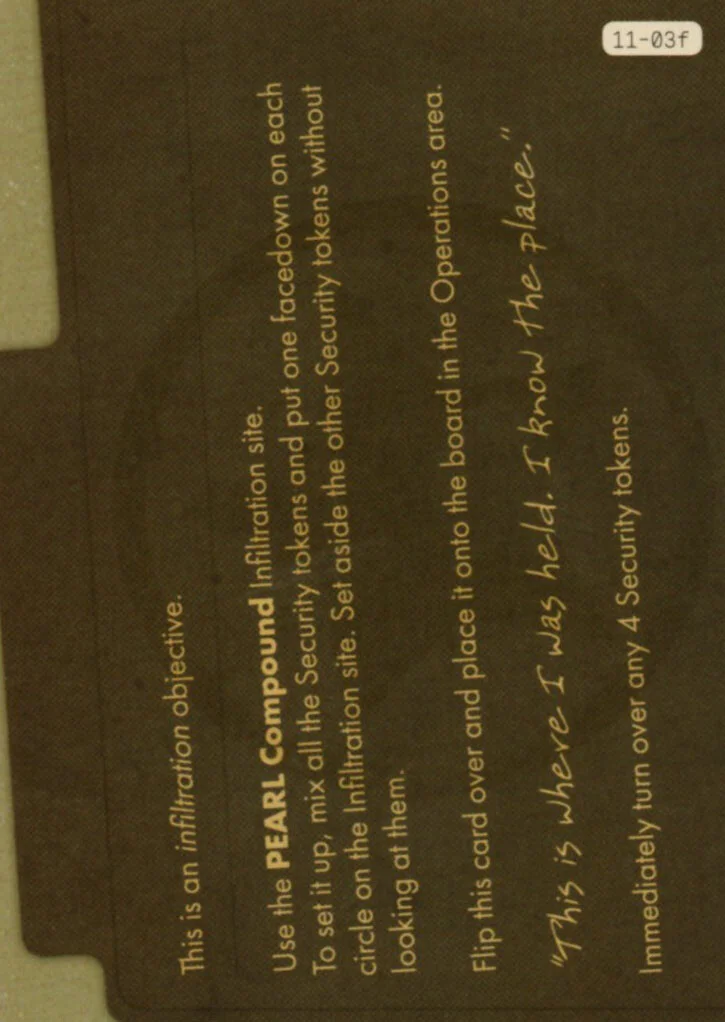 11-03f
This is an infiltration objective.
Use the PEARL Compound Infiltration site.
To set it up, mix all the Security tokens and put one facedown on each
circle on the Infiltration site. Set aside the other Security tokens without
looking at them.
Flip this card over and place it onto the board in the Operations area.
"This is where I was held. I know the place."
Immediately turn over any 4 Security tokens.